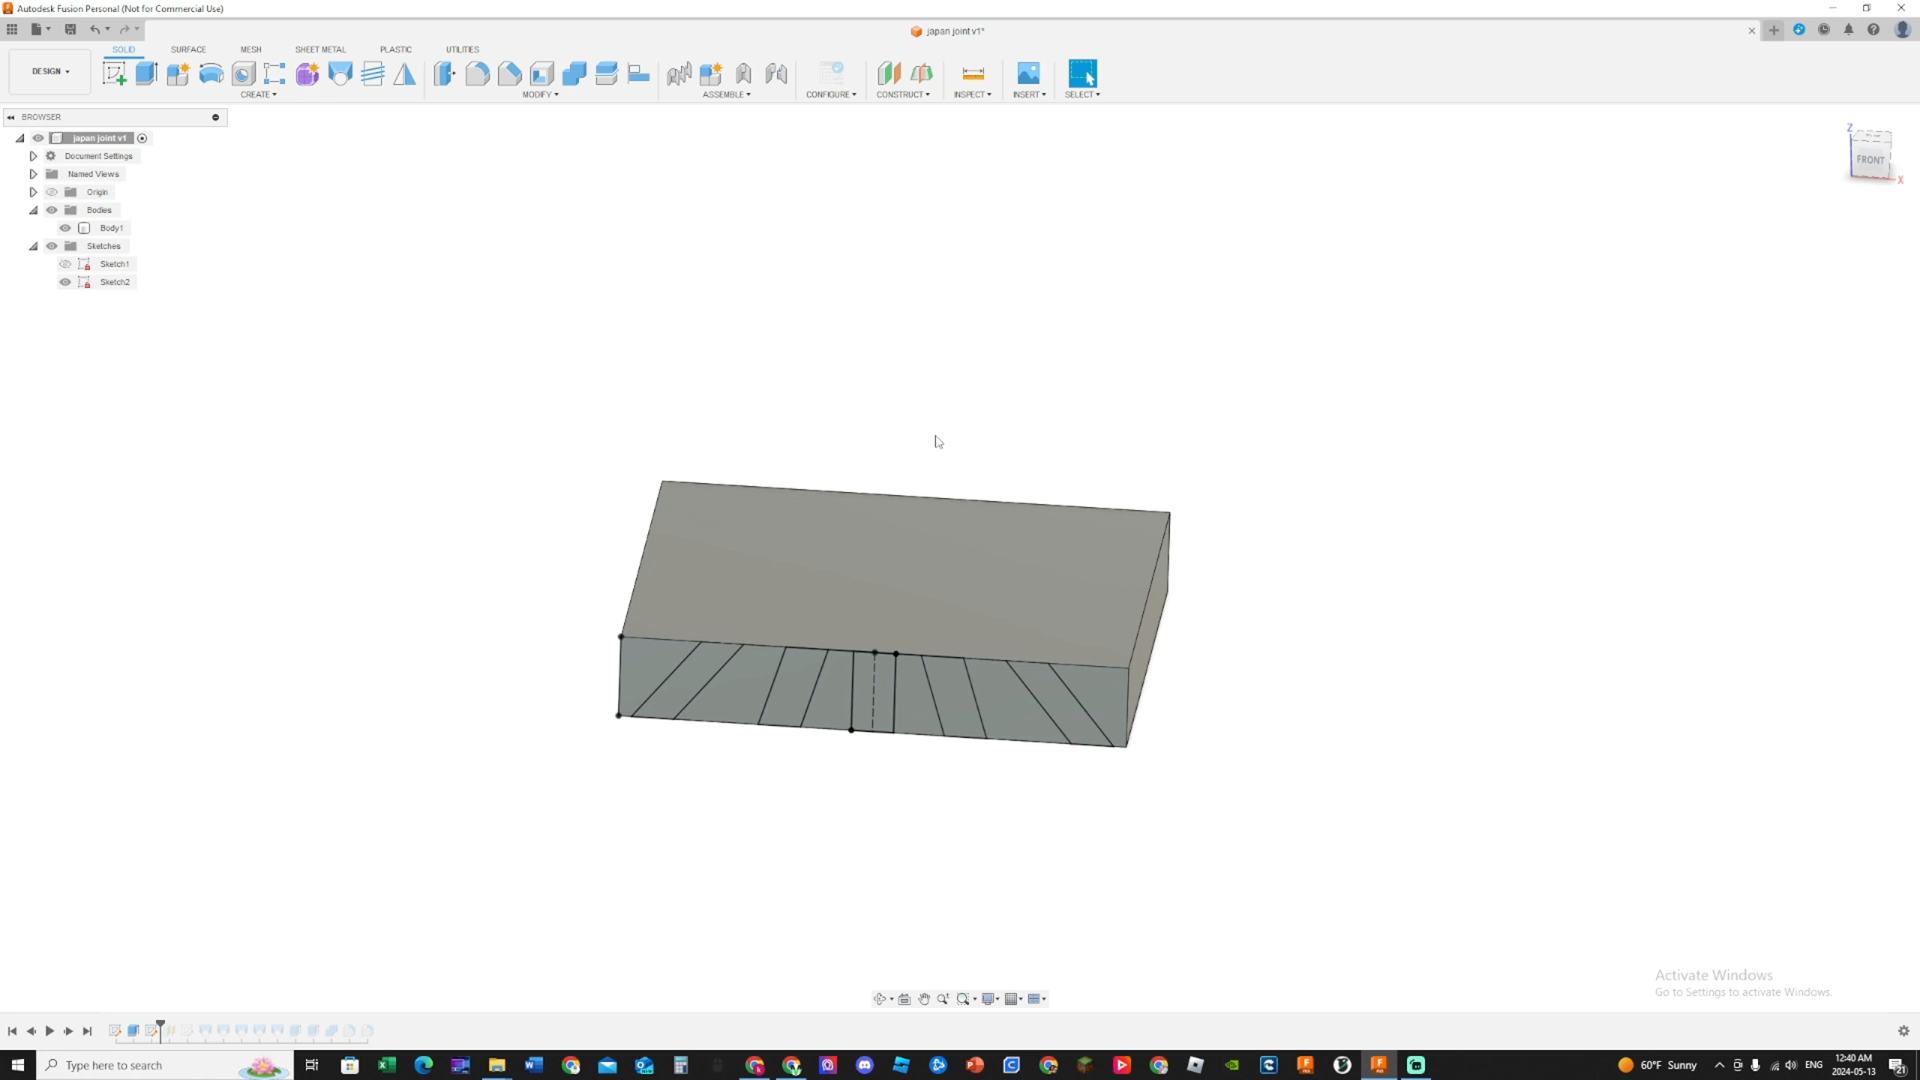 Autodesk Fusion Personal (Not for Commercial Use)
japan joint v1*
DESIGN
SOLID SURFACE MESH SHEET METAL PLASTIC UTILITIES
CREATE MODIFY ASSEMBLE CONFIGURE CONSTRUCT INSPECT INSERT SELECT
BROWSER
japan joint v1
Document Settings
Named Views
Origin
Bodies
Body1
Sketches
Sketch1
Sketch2
Z
FRONT
X
Activate Windows
Go to Settings to activate Windows.
Type here to search
60°F Sunny
ENG
12:40 AM
2024-05-13
21